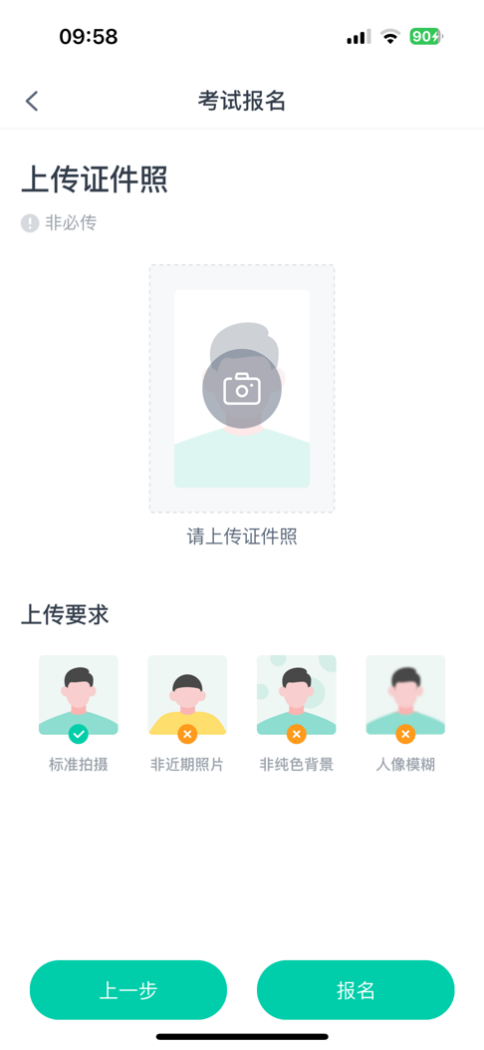 09:58
90
考试报名
上传证件照
非必传
请上传证件照
上传要求
标准拍摄
非近期照片
非纯色背景
人像模糊
上一步
报名